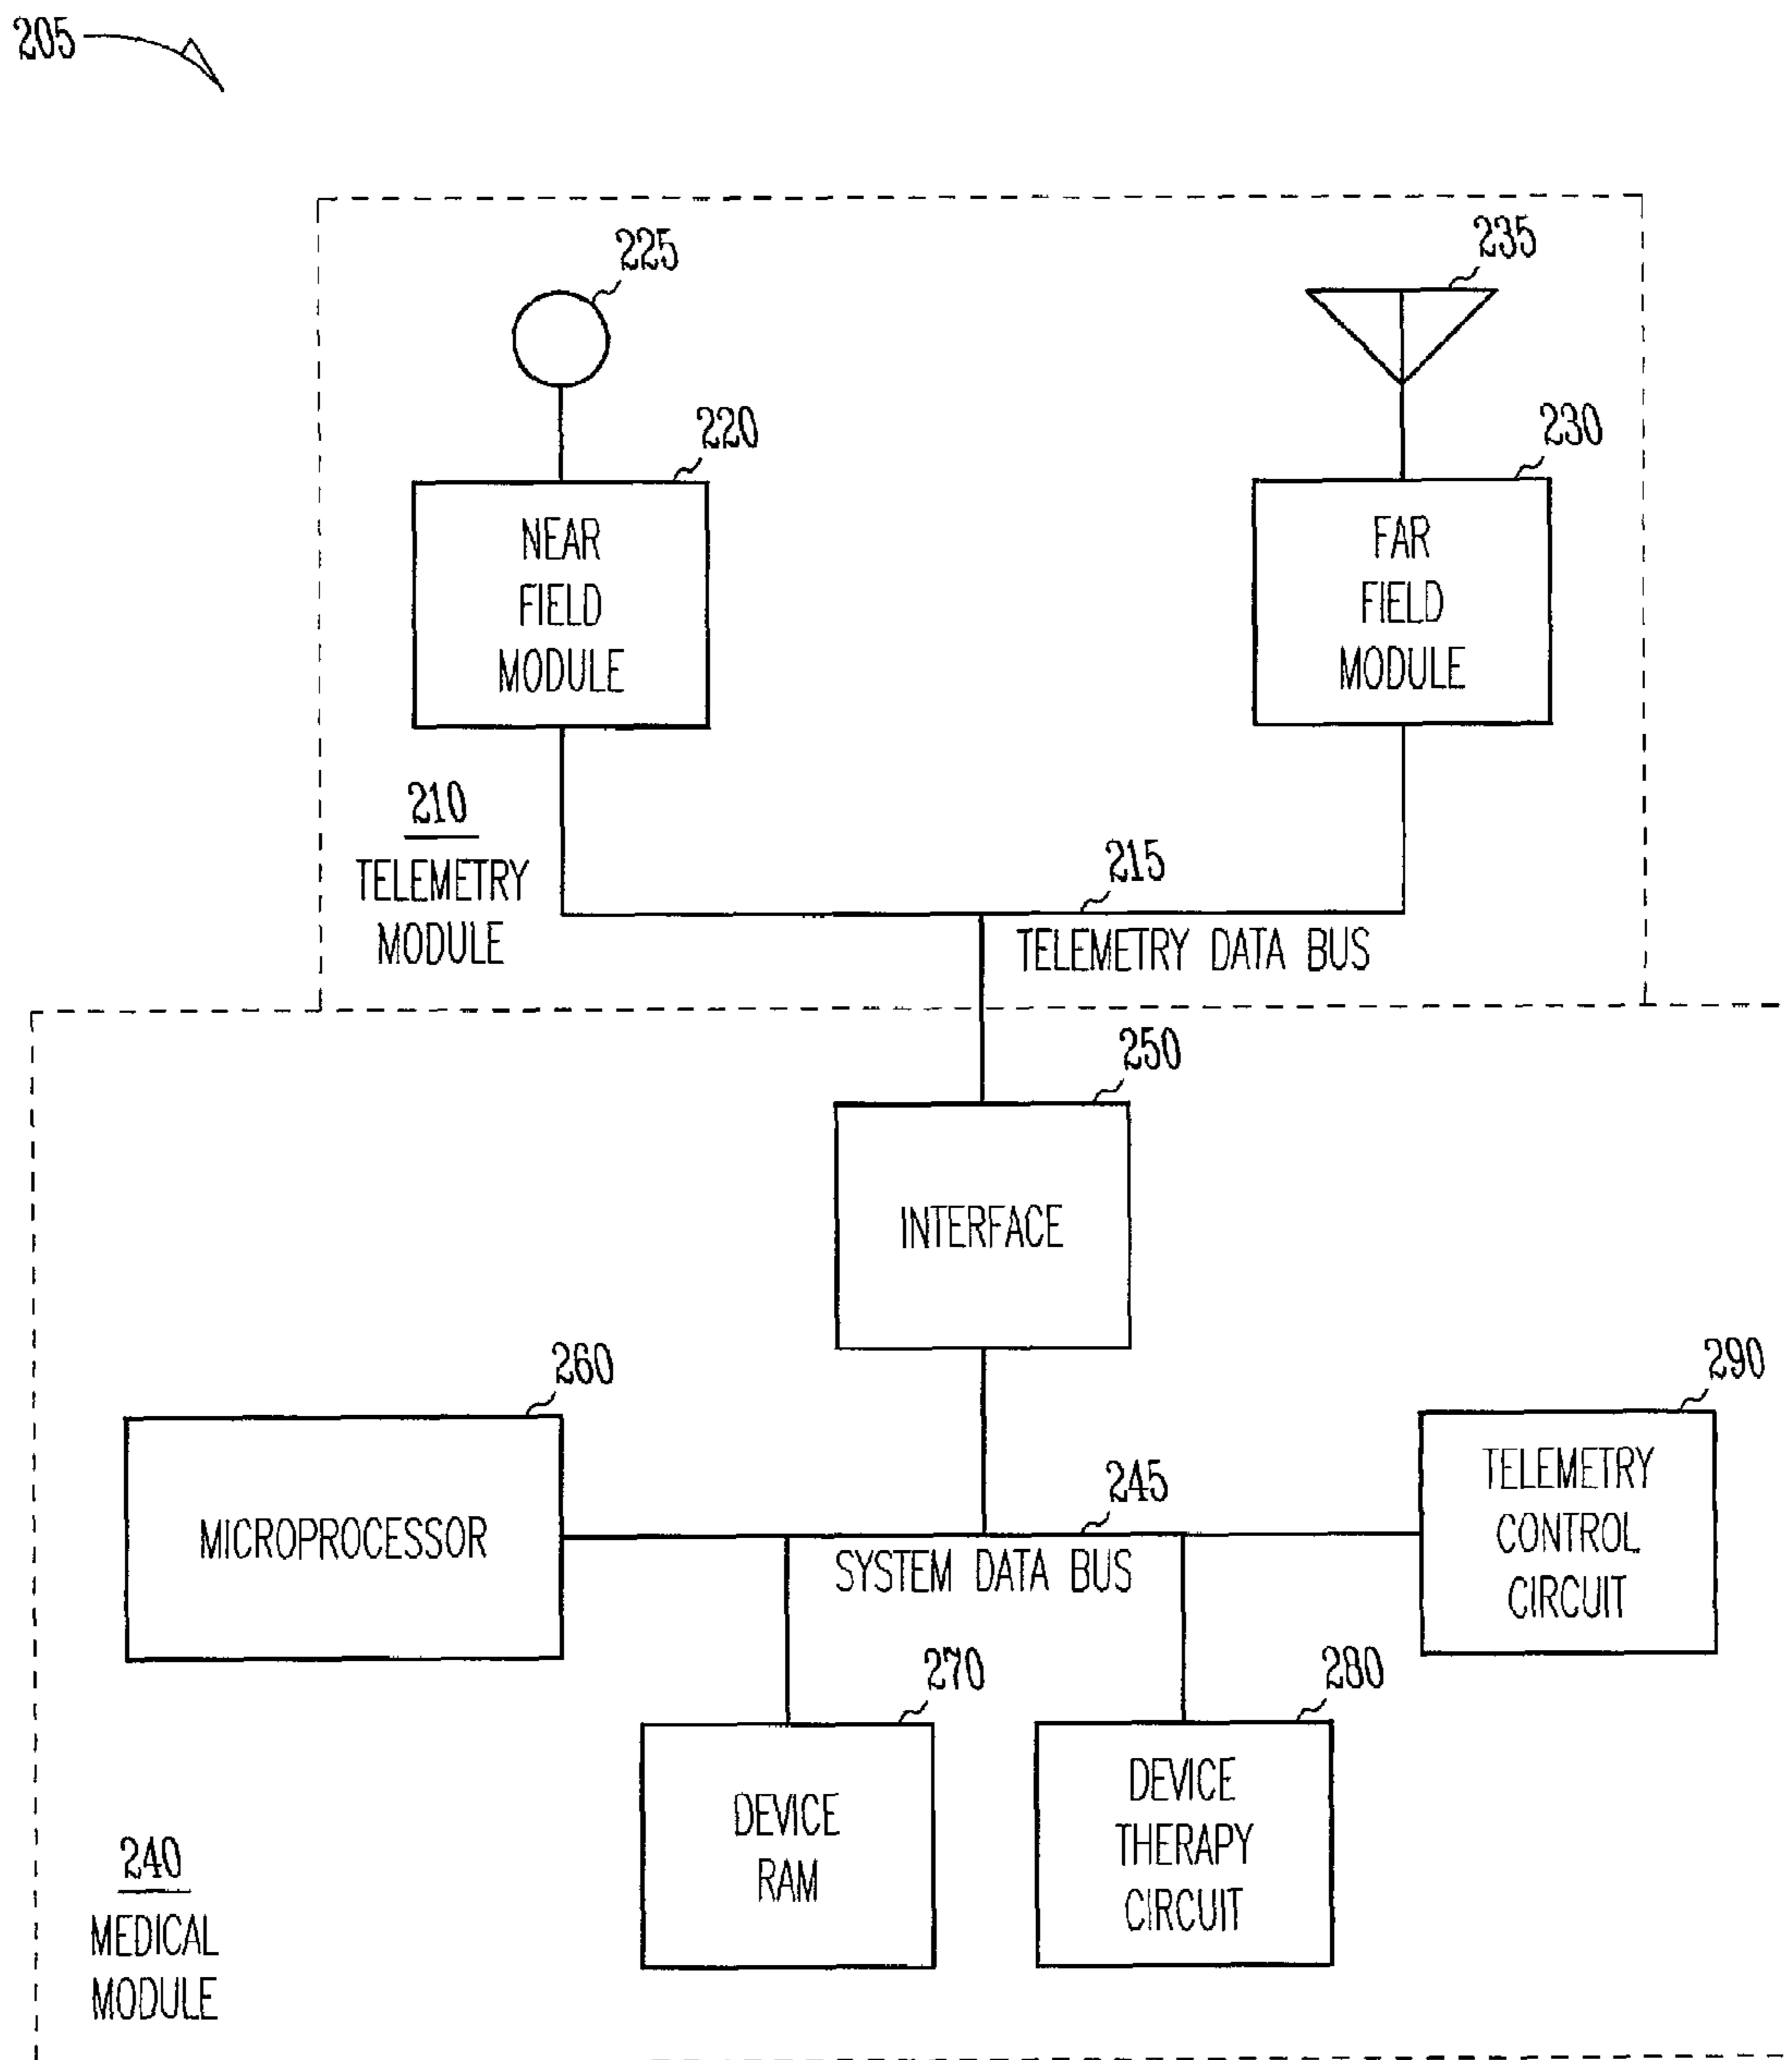 205
225
235
220
230
NEAR
FIELD
MODULE
FAR
FIELD
MODULE
210
TELEMETRY
MODULE
215
TELEMETRY DATA BUS
250
INTERFACE
260
290
MICROPROCESSOR
245
SYSTEM DATA BUS
TELEMETRY
CONTROL
CIRCUIT
270
280
DEVICE
RAM
DEVICE
THERAPY
CIRCUIT
240
MEDICAL
MODULE